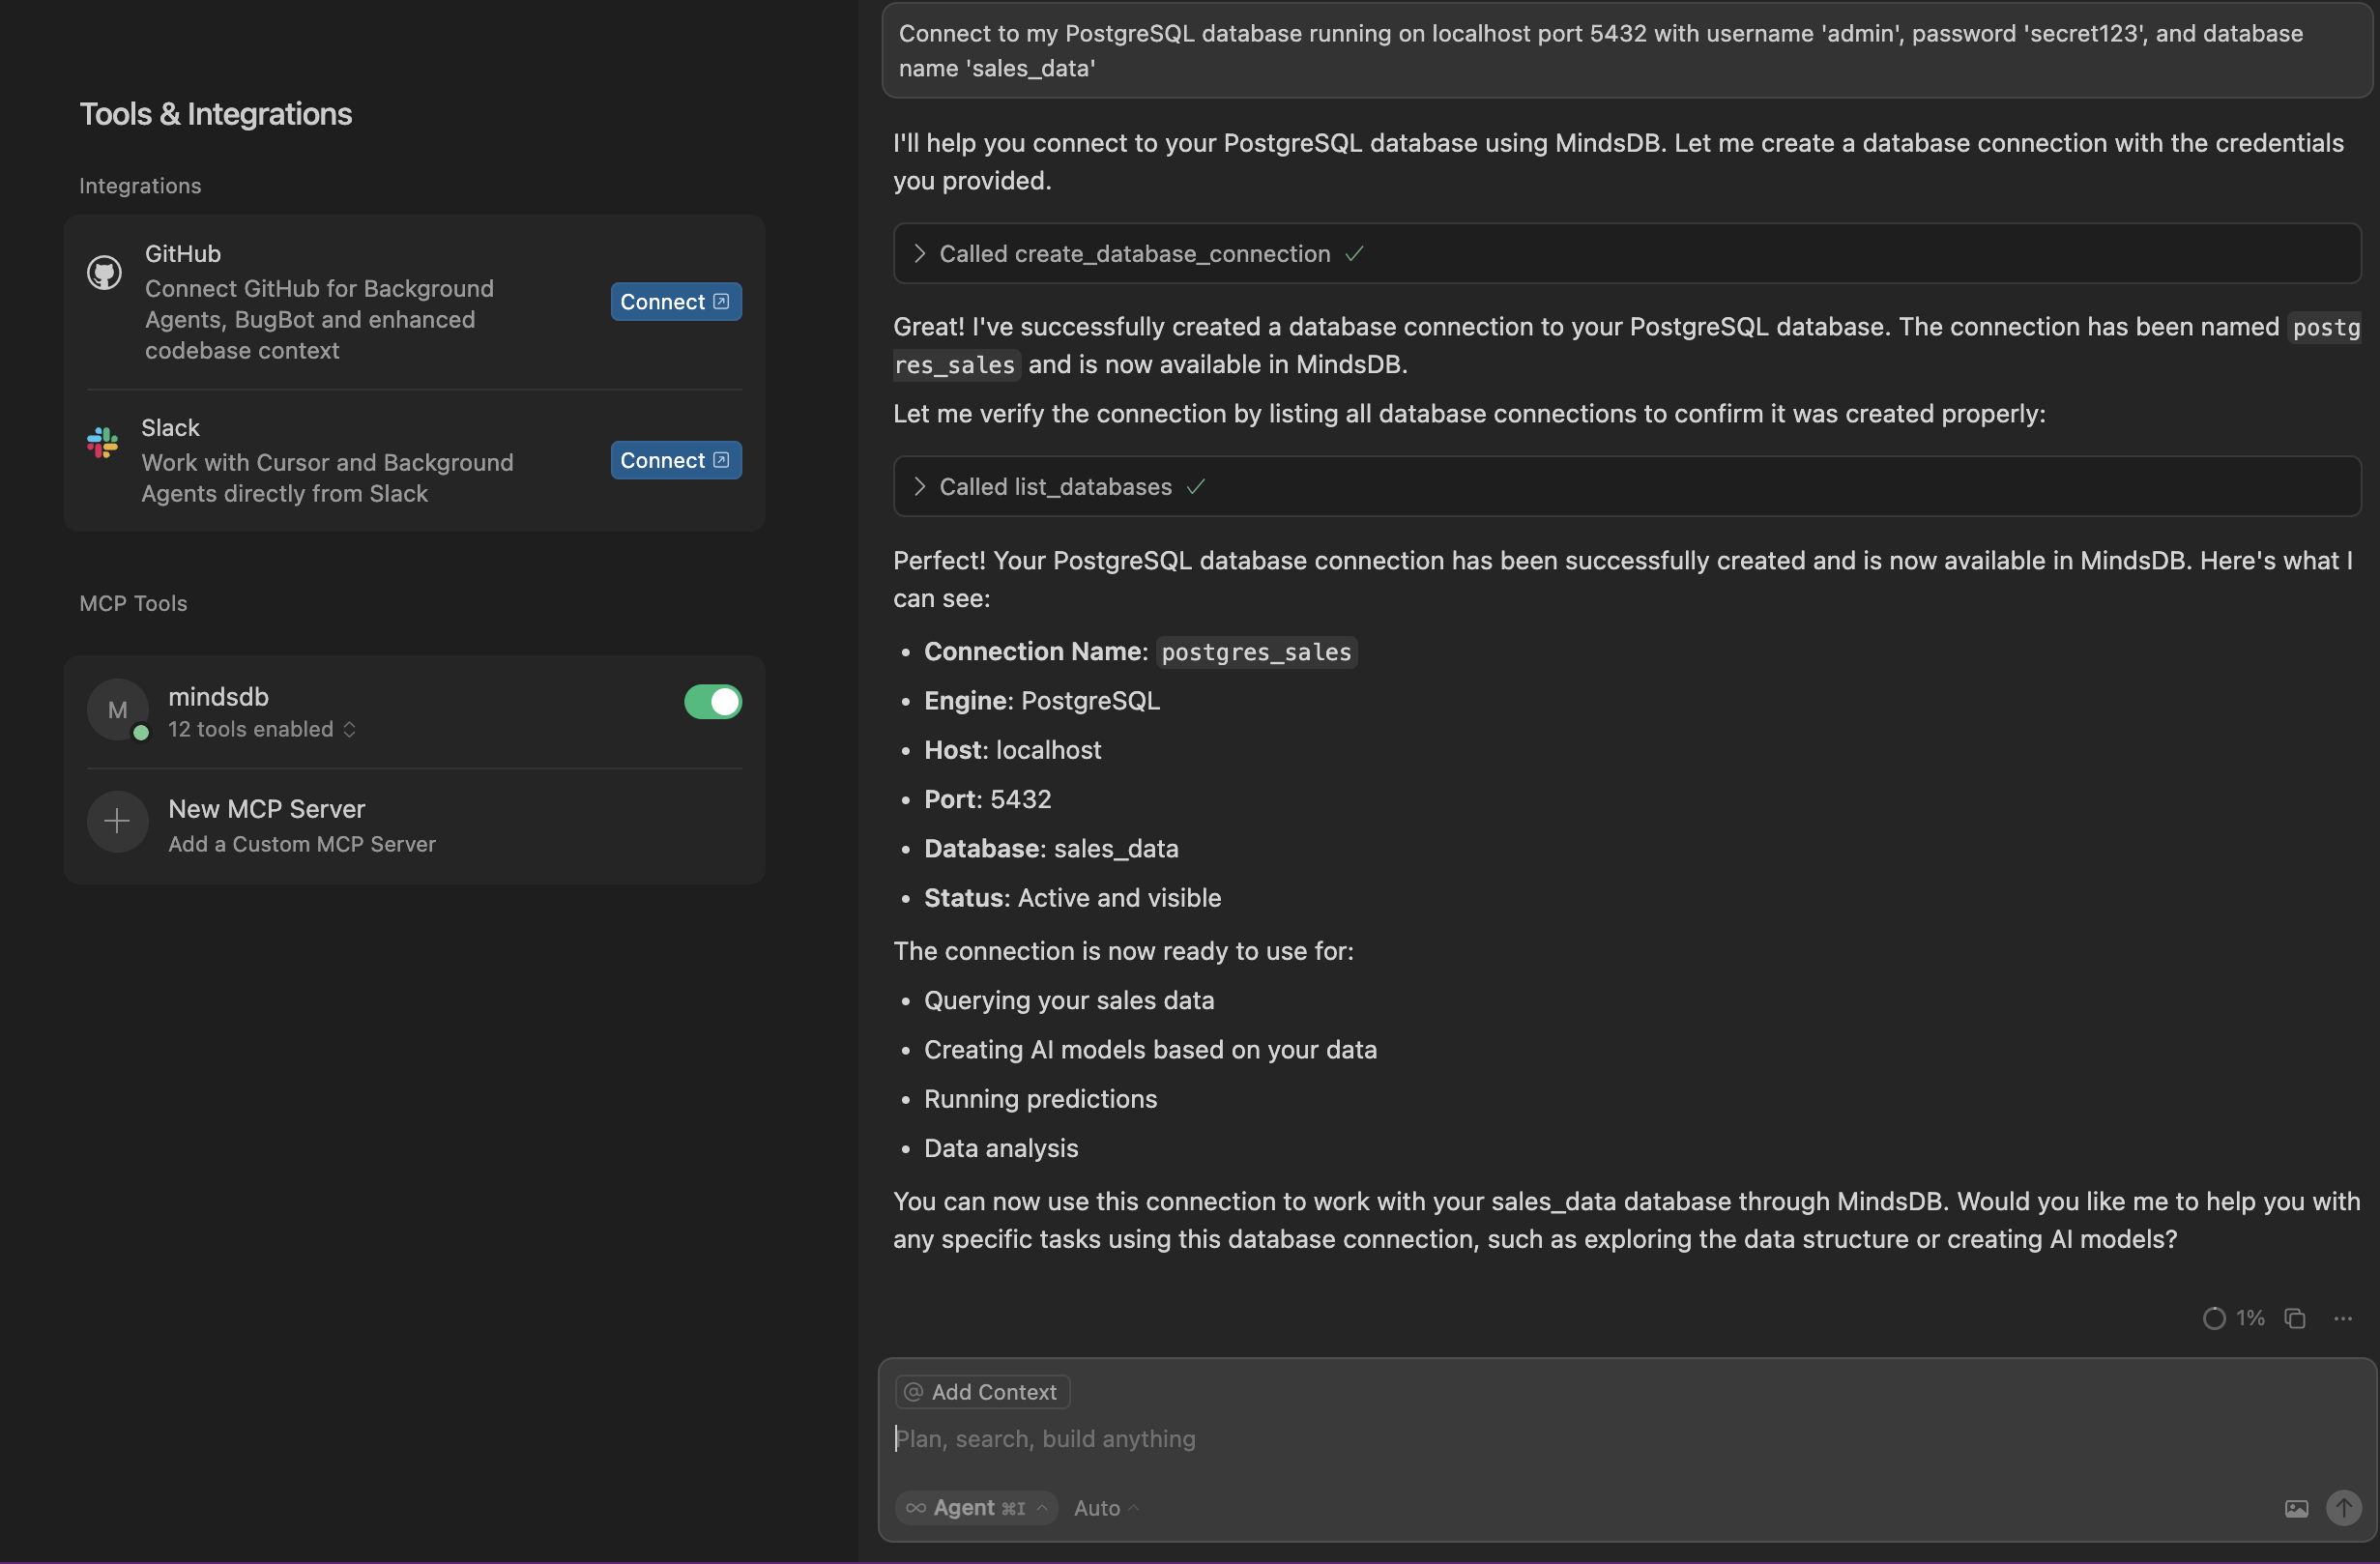 Tools & Integrations
Integrations
GitHub
Connect GitHub for Background
Agents, BugBot and enhanced
codebase context
Connect
Slack
Work with Cursor and Background
Agents directly from Slack
Connect
MCP Tools
M
mindsdb
12 tools enabled
New MCP Server
Add a Custom MCP Server
Connect to my PostgreSQL database running on localhost port 5432 with username 'admin', password 'secret123', and database
name 'sales_data'
I'll help you connect to your PostgreSQL database using MindsDB. Let me create a database connection with the credentials
you provided.
Called create_database_connection
Great! I've successfully created a database connection to your PostgreSQL database. The connection has been named postg
res_sales and is now available in MindsDB.
Let me verify the connection by listing all database connections to confirm it was created properly:
Called list_databases
Perfect! Your PostgreSQL database connection has been successfully created and is now available in MindsDB. Here's what I
can see:
• Connection Name: postgres_sales
• Engine: PostgreSQL
• Host: localhost
• Port: 5432
• Database: sales_data
• Status: Active and visible
The connection is now ready to use for:
• Querying your sales data
• Creating AI models based on your data
• Running predictions
• Data analysis
You can now use this connection to work with your sales_data database through MindsDB. Would you like me to help you with
any specific tasks using this database connection, such as exploring the data structure or creating AI models?
1%
@ Add Context
Plan, search, build anything
∞ Agent ⌘I Auto